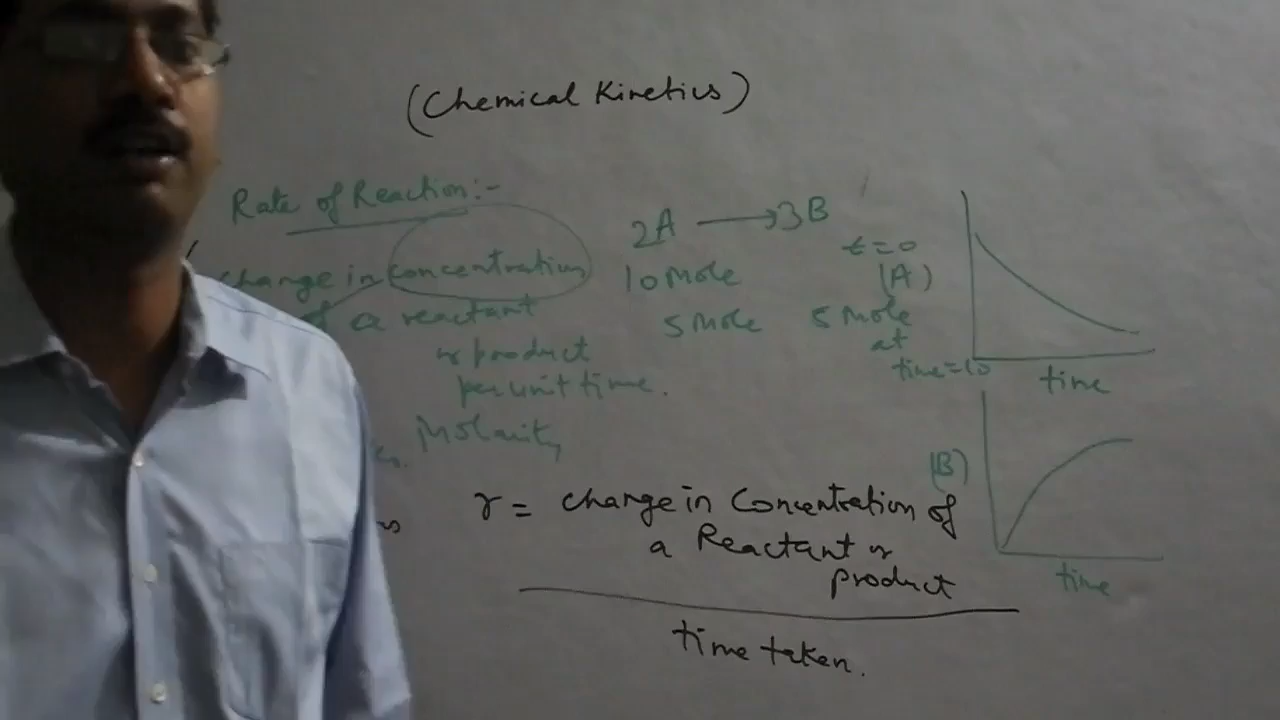 (Chemical Kinetics)
Rate of Reaction:-
change in concentration
of a reactant
or product
per unit time.
Molarity
2A → 3B
t=0
10 Mole
(A)
5 Mole 5 Mole
at
time=10
time
(B)
time
r = change in Concentration of
a Reactant or
product
time taken.